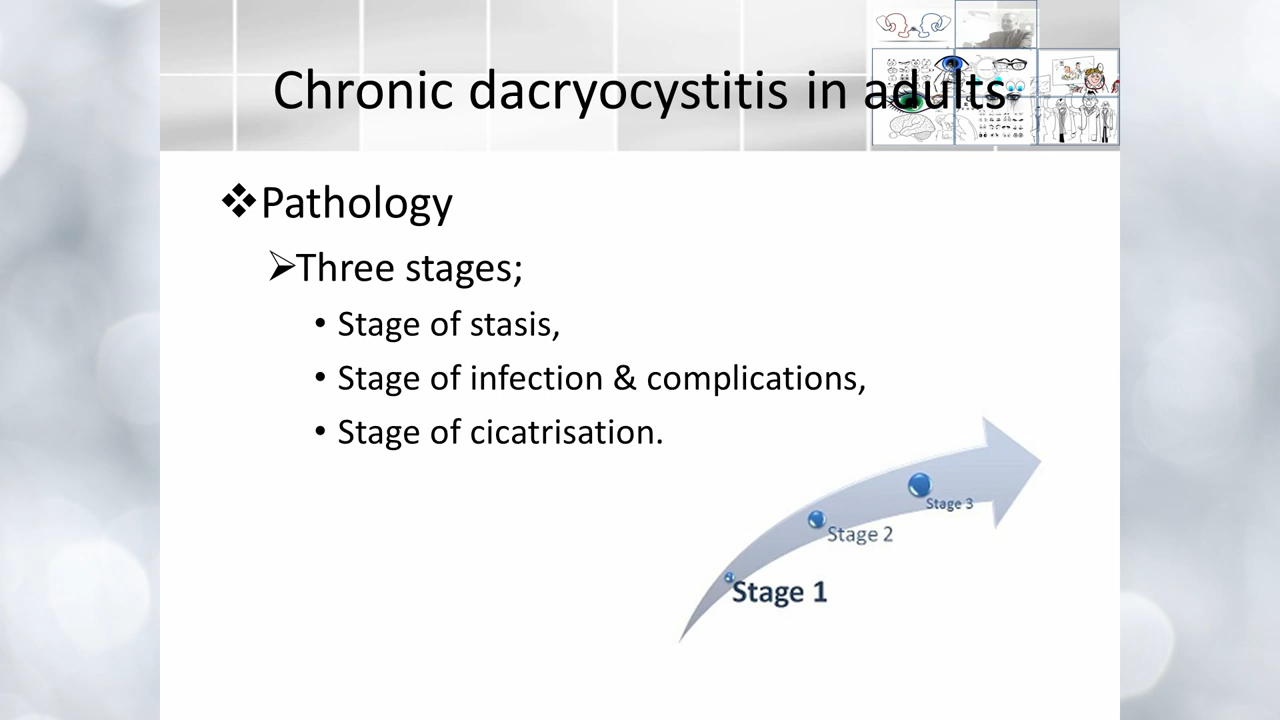 Chronic dacryocystitis in adults
Pathology
Three stages;
• Stage of stasis,
• Stage of infection & complications,
• Stage of cicatrisation.
Stage 3
Stage 2
Stage 1